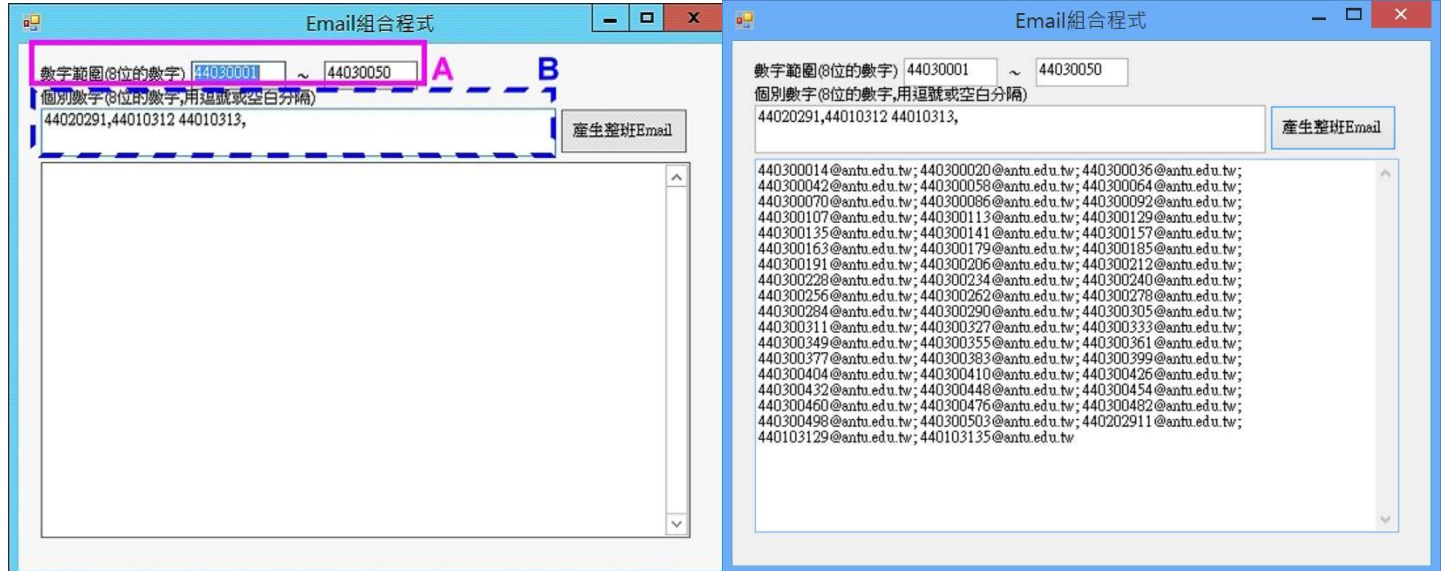 Email組合程式
數字範圍(8位的數字) 44030001 ~ 44030050 A B
個別數字(8位的數字,用逗號或空白分隔)
44020291,44010312 44010313,
產生整班Email
Email組合程式
數字範圍(8位的數字) 44030001 ~ 44030050
個別數字(8位的數字,用逗號或空白分隔)
44020291,44010312 44010313,
產生整班Email
440300014@antu.edu.tw;440300020@antu.edu.tw;440300036@antu.edu.tw;
440300042@antu.edu.tw;440300058@antu.edu.tw;440300064@antu.edu.tw;
440300070@antu.edu.tw;440300086@antu.edu.tw;440300092@antu.edu.tw;
440300107@antu.edu.tw;440300113@antu.edu.tw;440300129@antu.edu.tw;
440300135@antu.edu.tw;440300141@antu.edu.tw;440300157@antu.edu.tw;
440300163@antu.edu.tw;440300179@antu.edu.tw;440300185@antu.edu.tw;
440300191@antu.edu.tw;440300206@antu.edu.tw;440300212@antu.edu.tw;
440300228@antu.edu.tw;440300234@antu.edu.tw;440300240@antu.edu.tw;
440300256@antu.edu.tw;440300262@antu.edu.tw;440300278@antu.edu.tw;
440300284@antu.edu.tw;440300290@antu.edu.tw;440300305@antu.edu.tw;
440300311@antu.edu.tw;440300327@antu.edu.tw;440300333@antu.edu.tw;
440300349@antu.edu.tw;440300355@antu.edu.tw;440300361@antu.edu.tw;
440300377@antu.edu.tw;440300383@antu.edu.tw;440300399@antu.edu.tw;
440300404@antu.edu.tw;440300410@antu.edu.tw;440300426@antu.edu.tw;
440300432@antu.edu.tw;440300448@antu.edu.tw;440300454@antu.edu.tw;
440300460@antu.edu.tw;440300476@antu.edu.tw;440300482@antu.edu.tw;
440300498@antu.edu.tw;440300503@antu.edu.tw;440202911@antu.edu.tw;
440103129@antu.edu.tw;440103135@antu.edu.tw